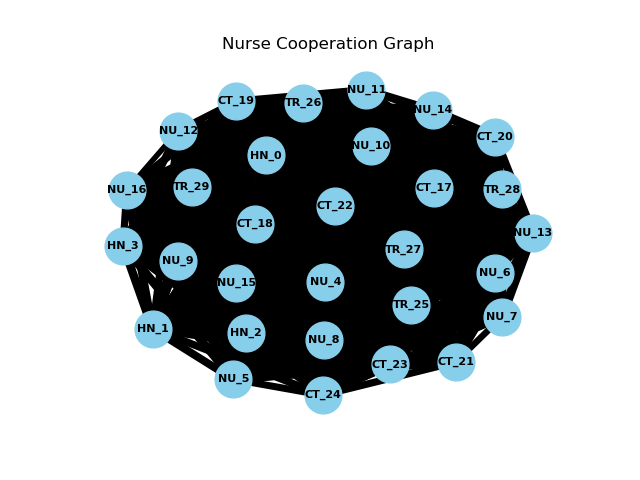 Nurse Cooperation Graph
NU_11
CT_19
TR_26
NU_14
NU_12
CT_20
NU_10
HN_0
NU_16
TR_29
CT_17
TR_28
CT_22
CT_18
NU_13
HN_3
TR_27
NU_9
NU_6
NU_15
NU_4
TR_25
NU_7
HN_1
HN_2
NU_8
CT_23
CT_21
NU_5
CT_24